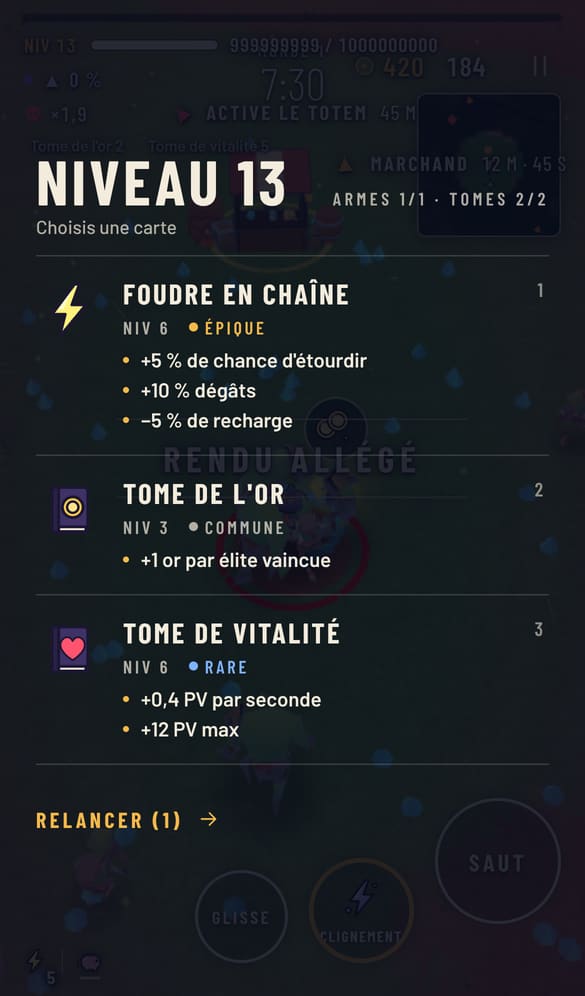 NIV 13
999999999 / 1000000000
7:30
420 184
▲ 0 %
×1,9
ACTIVE LE TOTEM 45 M
Tome de l'or 2 Tome de vitalité 5
MARCHAND 12 M · 45 S
NIVEAU 13
ARMES 1/1 · TOMES 2/2
Choisis une carte
FOUDRE EN CHAÎNE
1
NIV 6 ÉPIQUE
+5 % de chance d'étourdir
+10 % dégâts
−5 % de recharge
RENDU ALLÉGÉ
TOME DE L'OR
2
NIV 3 COMMUNE
+1 or par élite vaincue
TOME DE VITALITÉ
3
NIV 6 RARE
+0,4 PV par seconde
+12 PV max
RELANCER (1) →
SAUT
GLISSE
CLIGNEMENT
5